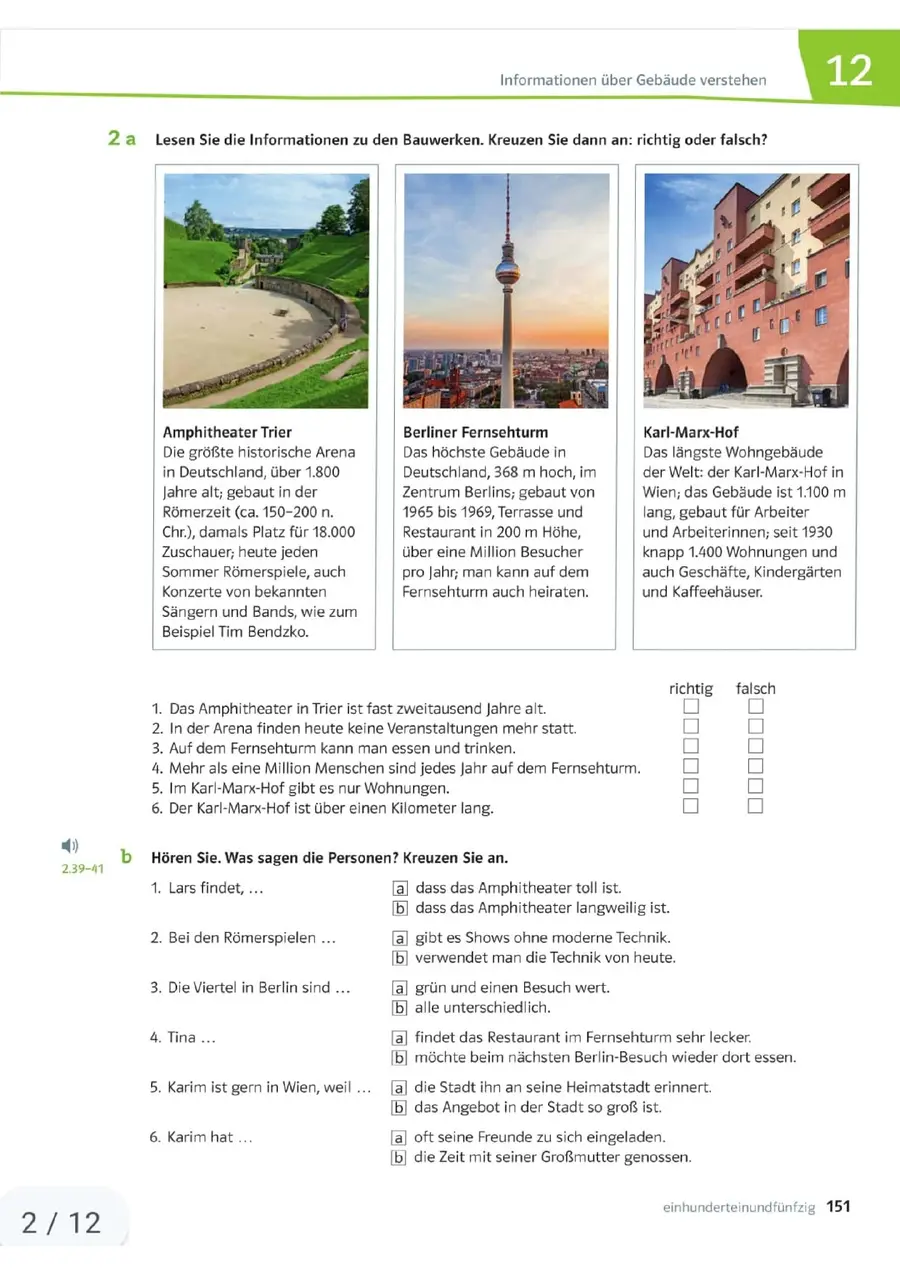 Informationen über Gebäude verstehen
12
2 a Lesen Sie die Informationen zu den Bauwerken. Kreuzen Sie dann an: richtig oder falsch?
Amphitheater Trier
Die größte historische Arena
in Deutschland, über 1.800
Jahre alt; gebaut in der
Römerzeit (ca. 150–200 n.
Chr.), damals Platz für 18.000
Zuschauer; heute jeden
Sommer Römerspiele, auch
Konzerte von bekannten
Sängern und Bands, wie zum
Beispiel Tim Bendzko.
Berliner Fernsehturm
Das höchste Gebäude in
Deutschland, 368 m hoch, im
Zentrum Berlins; gebaut von
1965 bis 1969, Terrasse und
Restaurant in 200 m Höhe,
über eine Million Besucher
pro Jahr; man kann auf dem
Fernsehturm auch heiraten.
Karl-Marx-Hof
Das längste Wohngebäude
der Welt: der Karl-Marx-Hof in
Wien; das Gebäude ist 1.100 m
lang, gebaut für Arbeiter
und Arbeiterinnen; seit 1930
knapp 1.400 Wohnungen und
auch Geschäfte, Kindergärten
und Kaffeehäuser.
richtig falsch
1. Das Amphitheater in Trier ist fast zweitausend Jahre alt.
2. In der Arena finden heute keine Veranstaltungen mehr statt.
3. Auf dem Fernsehturm kann man essen und trinken.
4. Mehr als eine Million Menschen sind jedes Jahr auf dem Fernsehturm.
5. Im Karl-Marx-Hof gibt es nur Wohnungen.
6. Der Karl-Marx-Hof ist über einen Kilometer lang.
2.39–41
b Hören Sie. Was sagen die Personen? Kreuzen Sie an.
1. Lars findet, ... a dass das Amphitheater toll ist.
b dass das Amphitheater langweilig ist.
2. Bei den Römerspielen ... a gibt es Shows ohne moderne Technik.
b verwendet man die Technik von heute.
3. Die Viertel in Berlin sind ... a grün und einen Besuch wert.
b alle unterschiedlich.
4. Tina ... a findet das Restaurant im Fernsehturm sehr lecker.
b möchte beim nächsten Berlin-Besuch wieder dort essen.
5. Karim ist gern in Wien, weil ... a die Stadt ihn an seine Heimatstadt erinnert.
b das Angebot in der Stadt so groß ist.
6. Karim hat ... a oft seine Freunde zu sich eingeladen.
b die Zeit mit seiner Großmutter genossen.
einhunderteinundfünfzig 151
2 / 12